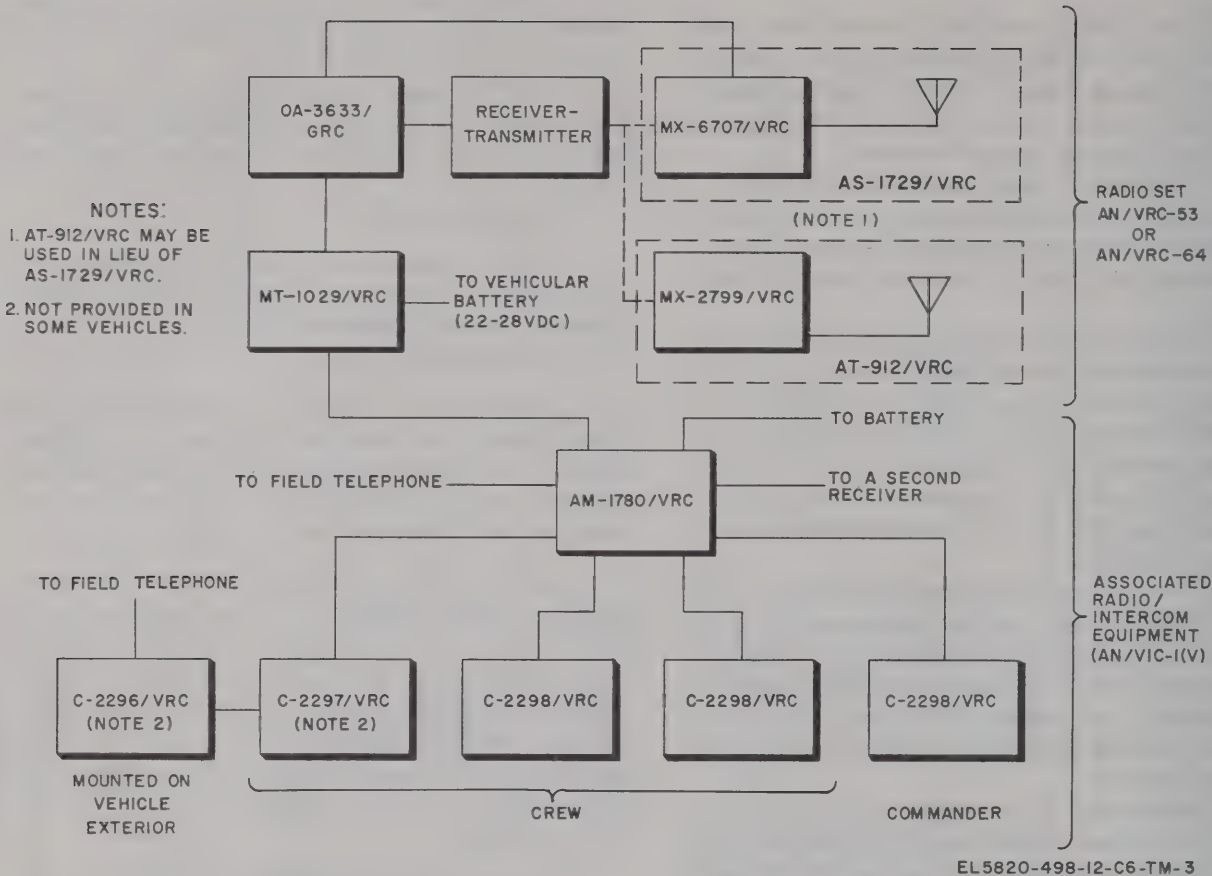 OA-3633/
GRC
RECEIVER-
TRANSMITTER
MX-6707/VRC
AS-1729/VRC
(NOTE 1)
RADIO SET
AN/VRC-53
OR
AN/VRC-64
NOTES:
1. AT-912/VRC MAY BE
USED IN LIEU OF
AS-1729/VRC.
2. NOT PROVIDED IN
SOME VEHICLES.
MT-1029/VRC
TO VEHICULAR
BATTERY
(22-28VDC)
MX-2799/VRC
AT-912/VRC
TO BATTERY
TO FIELD TELEPHONE
AM-1780/VRC
TO A SECOND
RECEIVER
TO FIELD TELEPHONE
ASSOCIATED
RADIO/
INTERCOM
EQUIPMENT
(AN/VIC-1(V)
C-2296/VRC
(NOTE 2)
C-2297/VRC
(NOTE 2)
C-2298/VRC
C-2298/VRC
C-2298/VRC
MOUNTED ON
VEHICLE
EXTERIOR
CREW
COMMANDER
EL5820-498-12-C6-TM-3